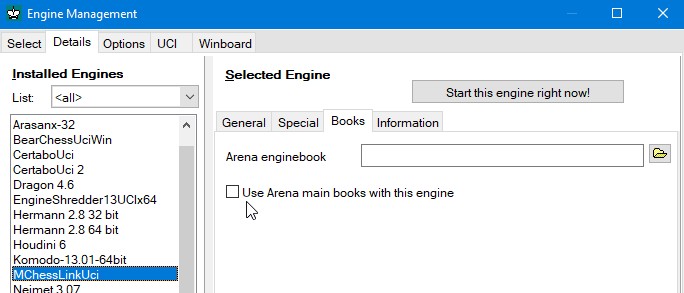 Engine Management
Select Details Options UCI Winboard
Installed Engines
List: <all>
Arasanx-32
BearChessUciWin
CertaboUci
CertaboUci 2
Dragon 4.6
EngineShredder13UCIx64
Hermann 2.8 32 bit
Hermann 2.8 64 bit
Houdini 6
Komodo-13.01-64bit
MChessLinkUci
Nejmet 3.07
Selected Engine
Start this engine right now!
General Special Books Information
Arena enginebook
Use Arena main books with this engine